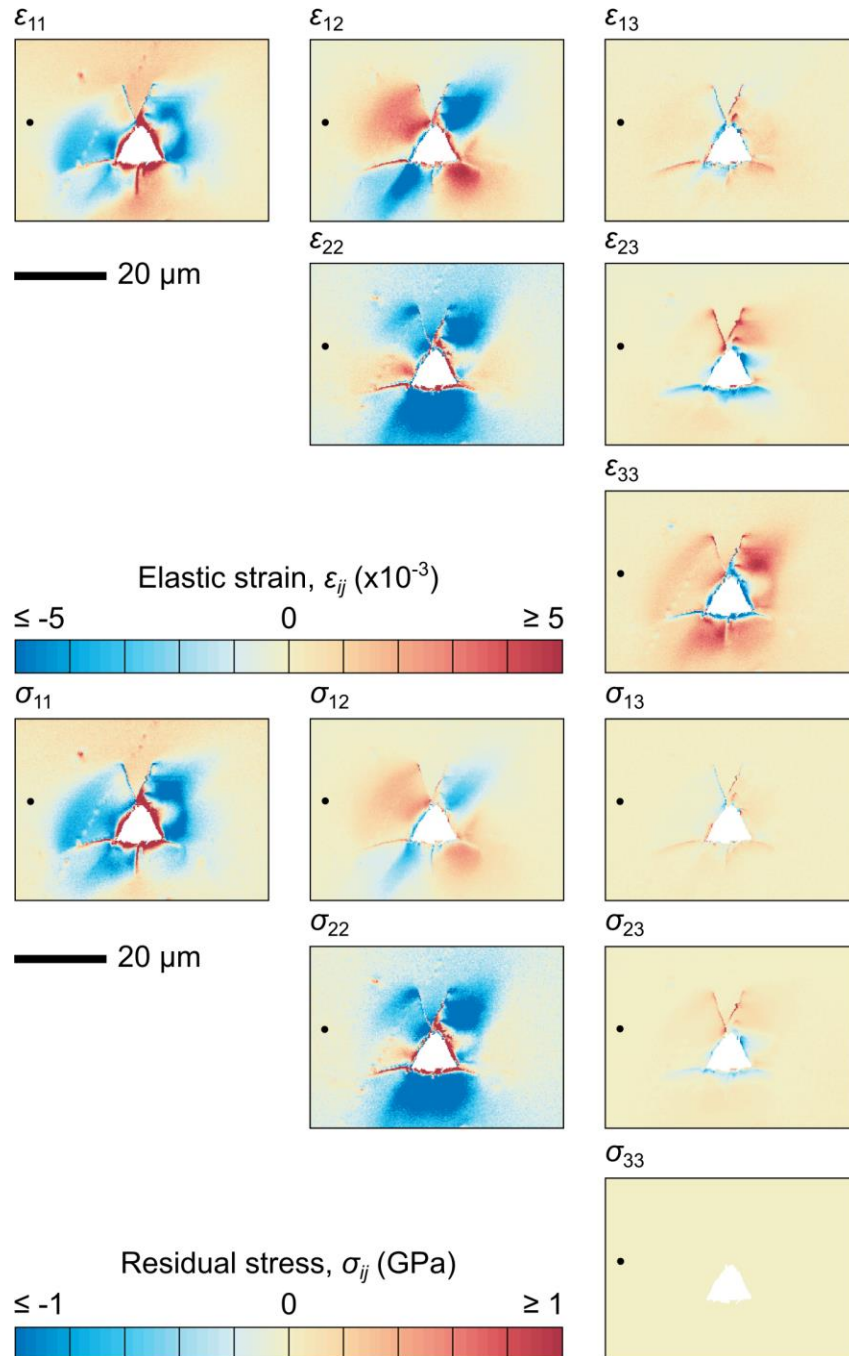 ε11 ε12 ε13
ε22 ε23
20 μm
ε33
Elastic strain, εij (x10-3)
≤ -5 0 ≥ 5
σ11 σ12 σ13
σ22 σ23
20 μm
σ33
Residual stress, σij (GPa)
≤ -1 0 ≥ 1